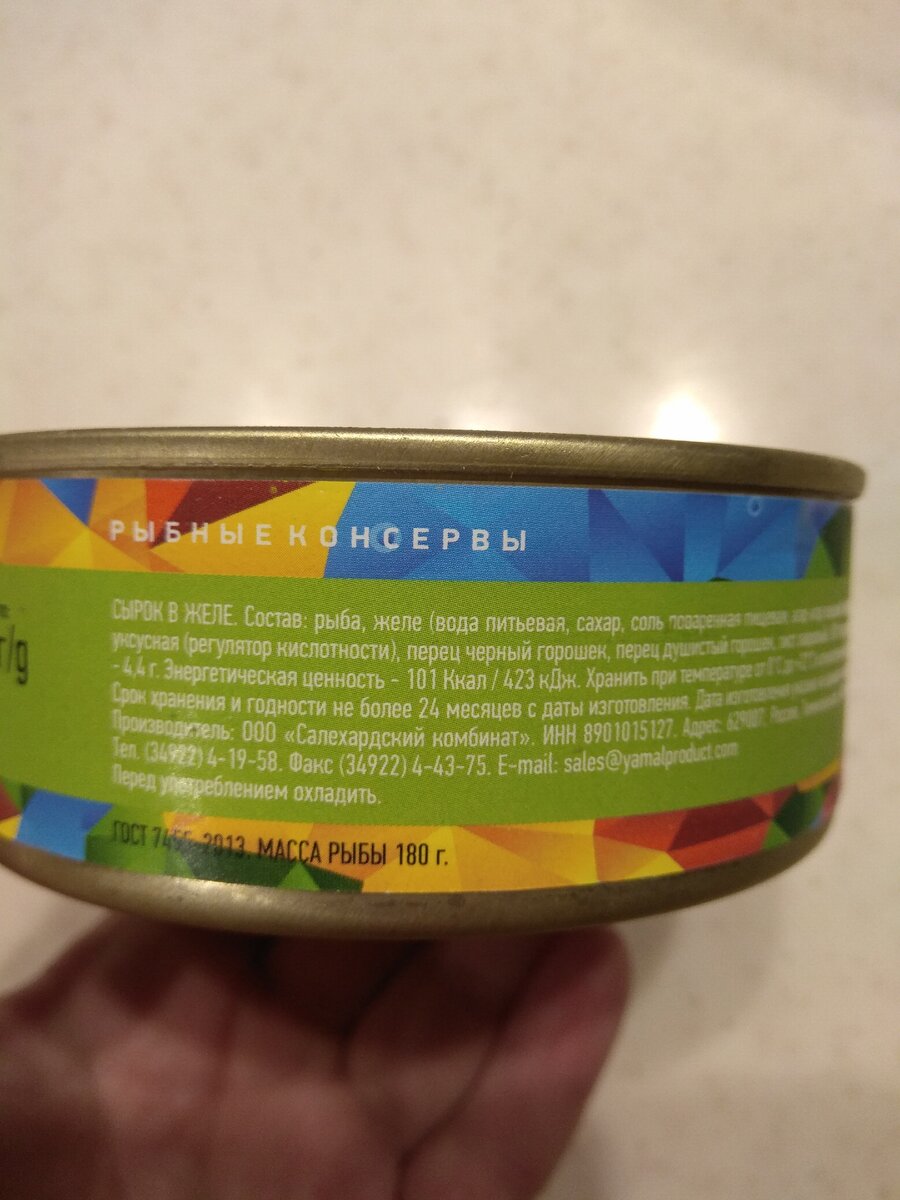 РЫБНЫЕ КОНСЕРВЫ
г/g
СЫРОК В ЖЕЛЕ. Состав: рыба, желе (вода питьевая, сахар, соль поваренная пищевая,
уксусная (регулятор кислотности), перец черный горошек, перец душистый горошек,
- 4,4 г. Энергетическая ценность - 101 Ккал / 423 кДж. Хранить при температуре от 0°С до
Срок хранения и годности не более 24 месяцев с даты изготовления. Дата изготовления
Производитель: ООО «Салехардский комбинат». ИНН 8901015127. Адрес: 629007. Россия,
Тел. (34922) 4-19-58. Факс (34922) 4-43-75. E-mail: sales@yamalproduct.com
Перед употреблением охладить.
ГОСТ 7455-2013. МАССА РЫБЫ 180 г.